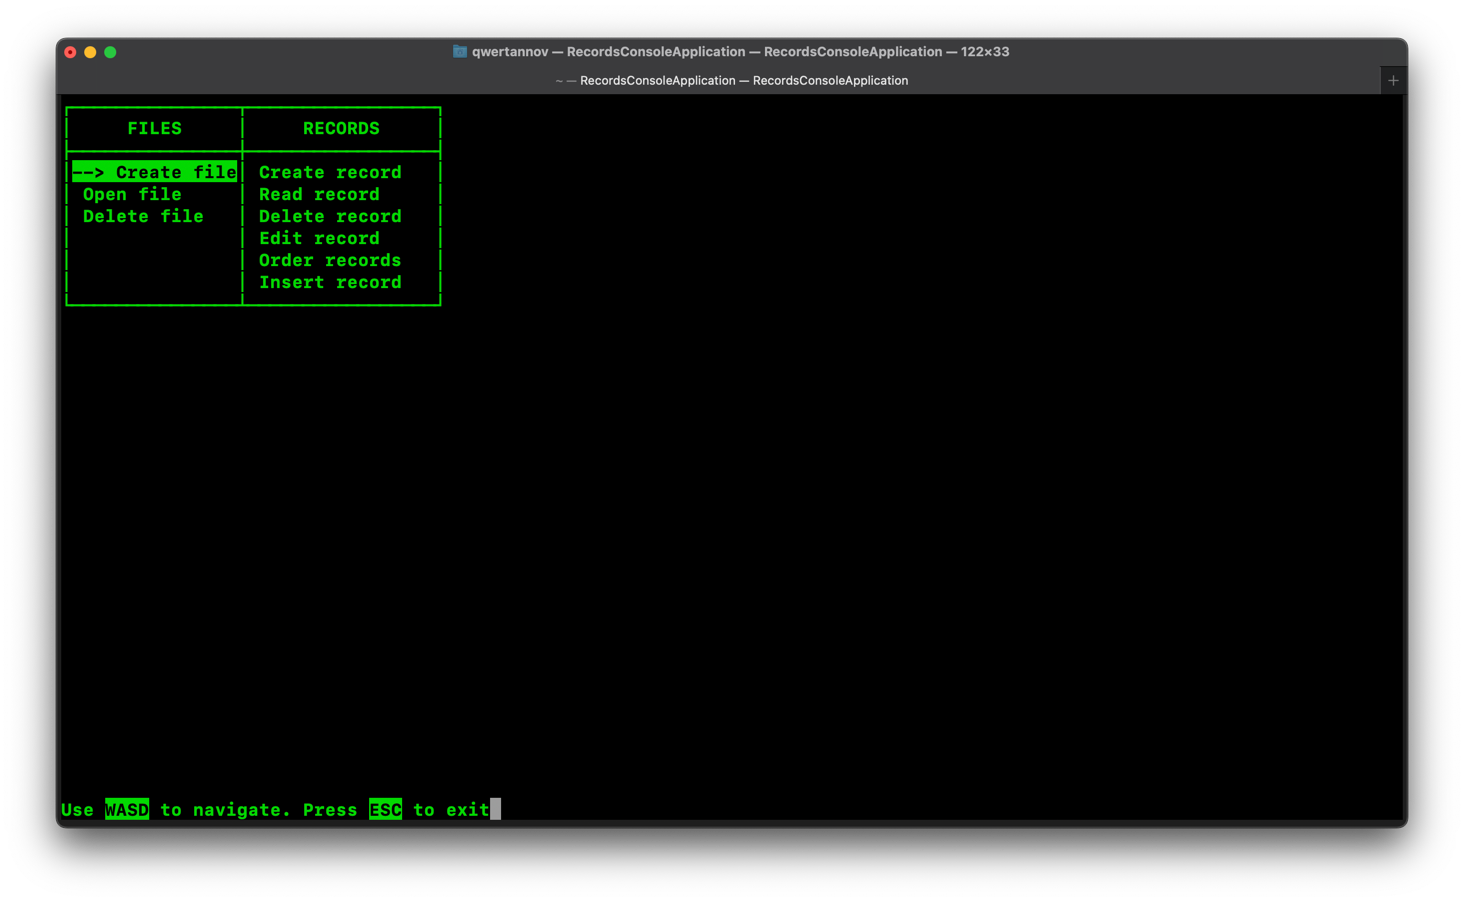 qwertannov — RecordsConsoleApplication — RecordsConsoleApplication — 122×33
~ — RecordsConsoleApplication — RecordsConsoleApplication
FILES RECORDS
--> Create file Create record
Open file Read record
Delete file Delete record
Edit record
Order records
Insert record
Use WASD to navigate. Press ESC to exit